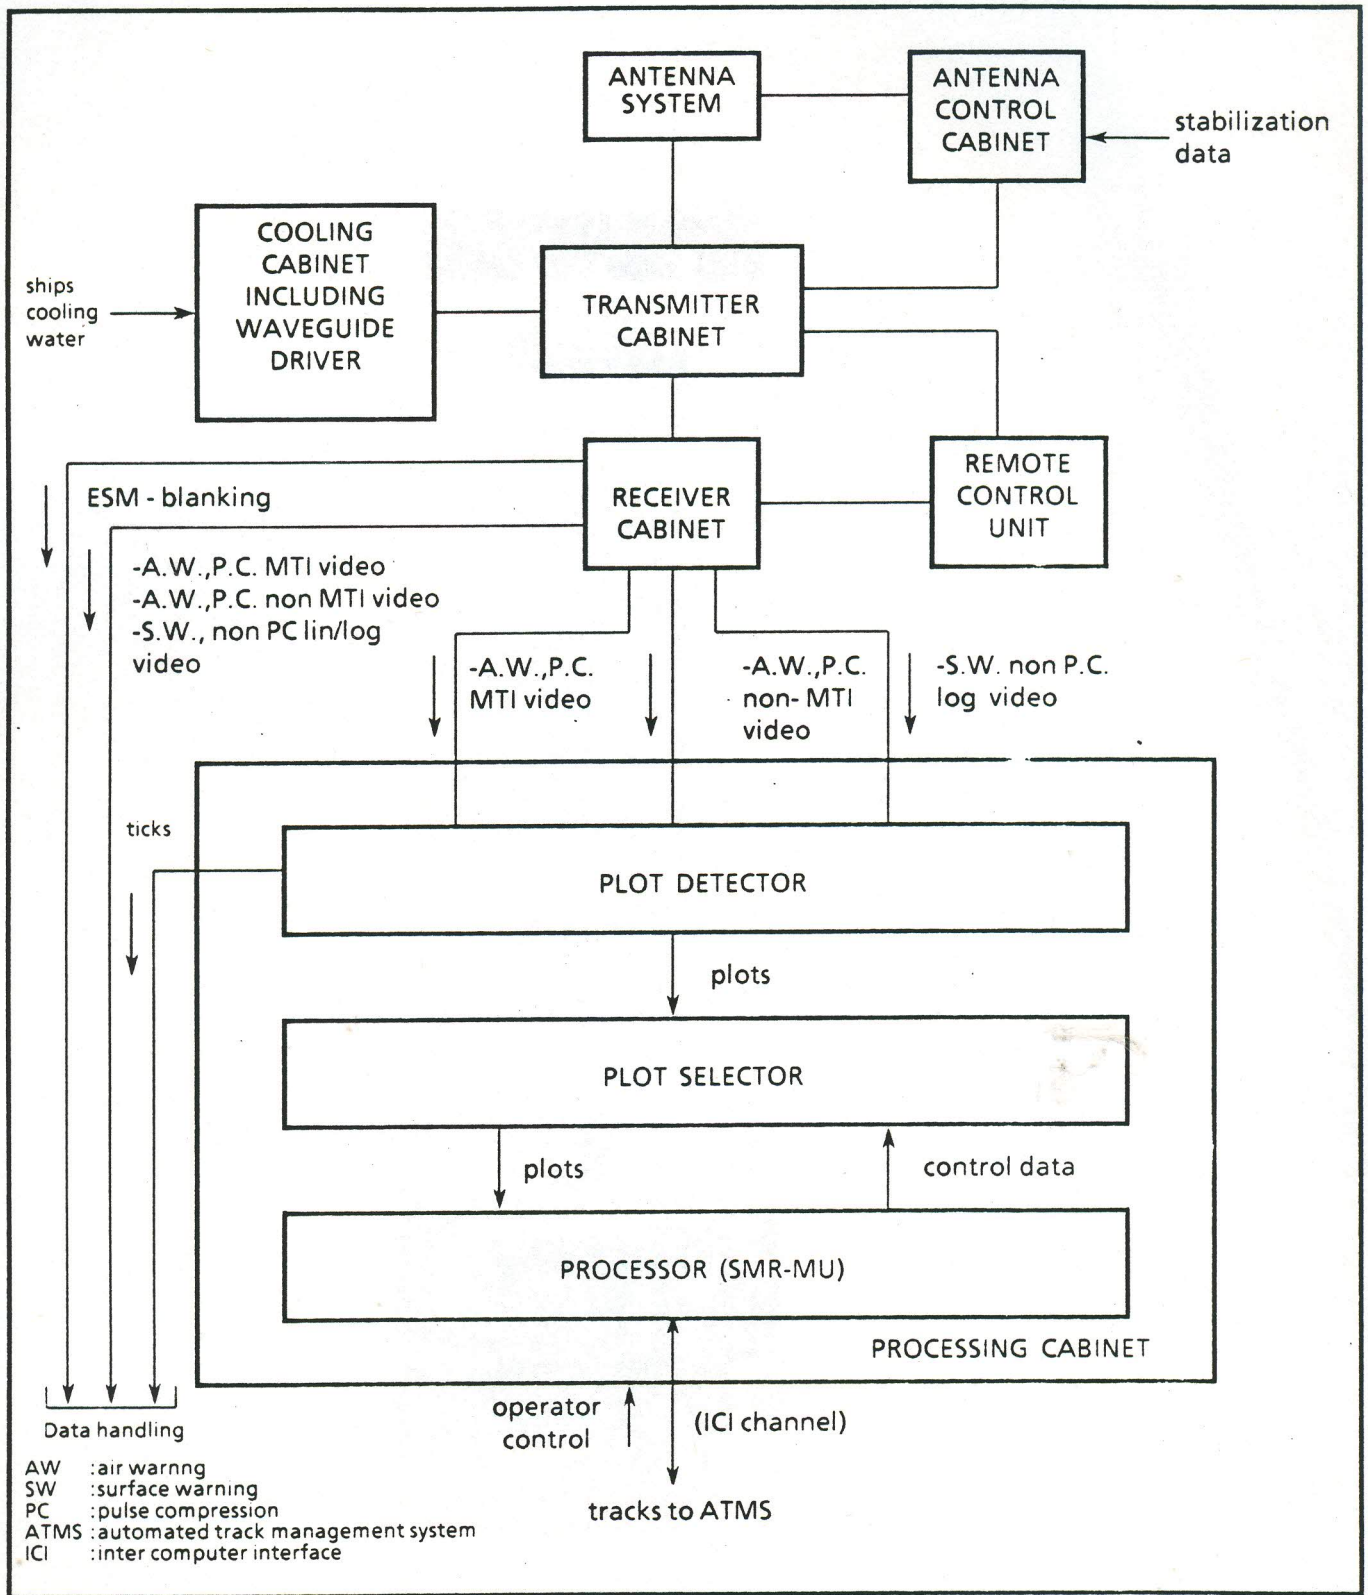 ANTENNA
SYSTEM
ANTENNA
CONTROL
CABINET
stabilization
data
COOLING
CABINET
INCLUDING
WAVEGUIDE
DRIVER
ships
cooling
water
TRANSMITTER
CABINET
RECEIVER
CABINET
REMOTE
CONTROL
UNIT
ESM - blanking
-A.W.,P.C. MTI video
-A.W.,P.C. non MTI video
-S.W., non PC lin/log
video
-A.W.,P.C.
MTI video
-A.W.,P.C.
non- MTI
video
-S.W. non P.C.
log video
ticks
PLOT DETECTOR
plots
PLOT SELECTOR
plots
control data
PROCESSOR (SMR-MU)
PROCESSING CABINET
operator
control
(ICI channel)
tracks to ATMS
Data handling
AW :air warnng
SW :surface warning
PC :pulse compression
ATMS :automated track management system
ICI :inter computer interface